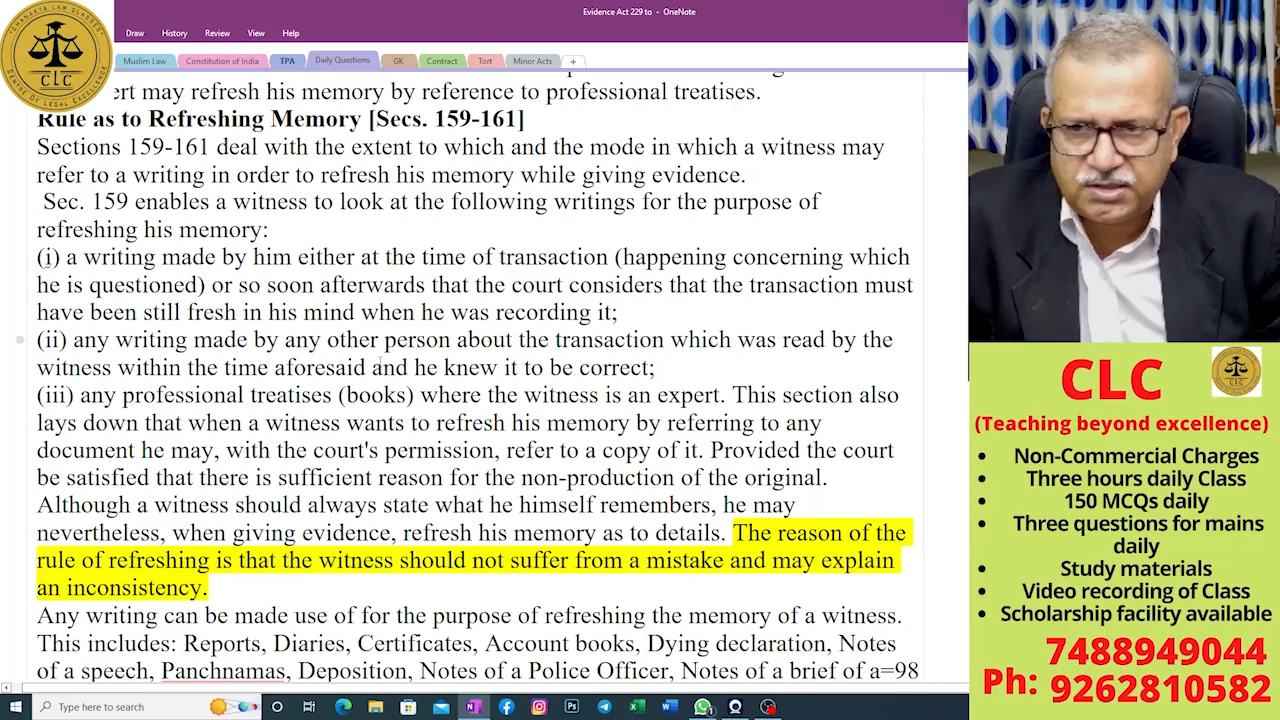 Evidence Act 229 to - OneNote
Draw History Review View Help
Muslim Law Constitution of India TPA Daily Questions GK Contract Tort Minor Acts +
"CHANAKYA LAW CLASSES"
CLC
CENTRE OF LEGAL EXCELLENCE
ert may refresh his memory by reference to professional treatises.
Rule as to Refreshing Memory [Secs. 159-161]
Sections 159-161 deal with the extent to which and the mode in which a witness may
refer to a writing in order to refresh his memory while giving evidence.
Sec. 159 enables a witness to look at the following writings for the purpose of
refreshing his memory:
(i) a writing made by him either at the time of transaction (happening concerning which
he is questioned) or so soon afterwards that the court considers that the transaction must
have been still fresh in his mind when he was recording it;
(ii) any writing made by any other person about the transaction which was read by the
witness within the time aforesaid and he knew it to be correct;
(iii) any professional treatises (books) where the witness is an expert. This section also
lays down that when a witness wants to refresh his memory by referring to any
document he may, with the court's permission, refer to a copy of it. Provided the court
be satisfied that there is sufficient reason for the non-production of the original.
Although a witness should always state what he himself remembers, he may
nevertheless, when giving evidence, refresh his memory as to details. The reason of the
rule of refreshing is that the witness should not suffer from a mistake and may explain
an inconsistency.
Any writing can be made use of for the purpose of refreshing the memory of a witness.
This includes: Reports, Diaries, Certificates, Account books, Dying declaration, Notes
of a speech, Panchnamas, Deposition, Notes of a Police Officer, Notes of a brief of a=98
Type here to search
CLC
(Teaching beyond excellence)
• Non-Commercial Charges
• Three hours daily Class
• 150 MCQs daily
• Three questions for mains
daily
• Study materials
• Video recording of Class
• Scholarship facility available
7488949044
Ph: 9262810582